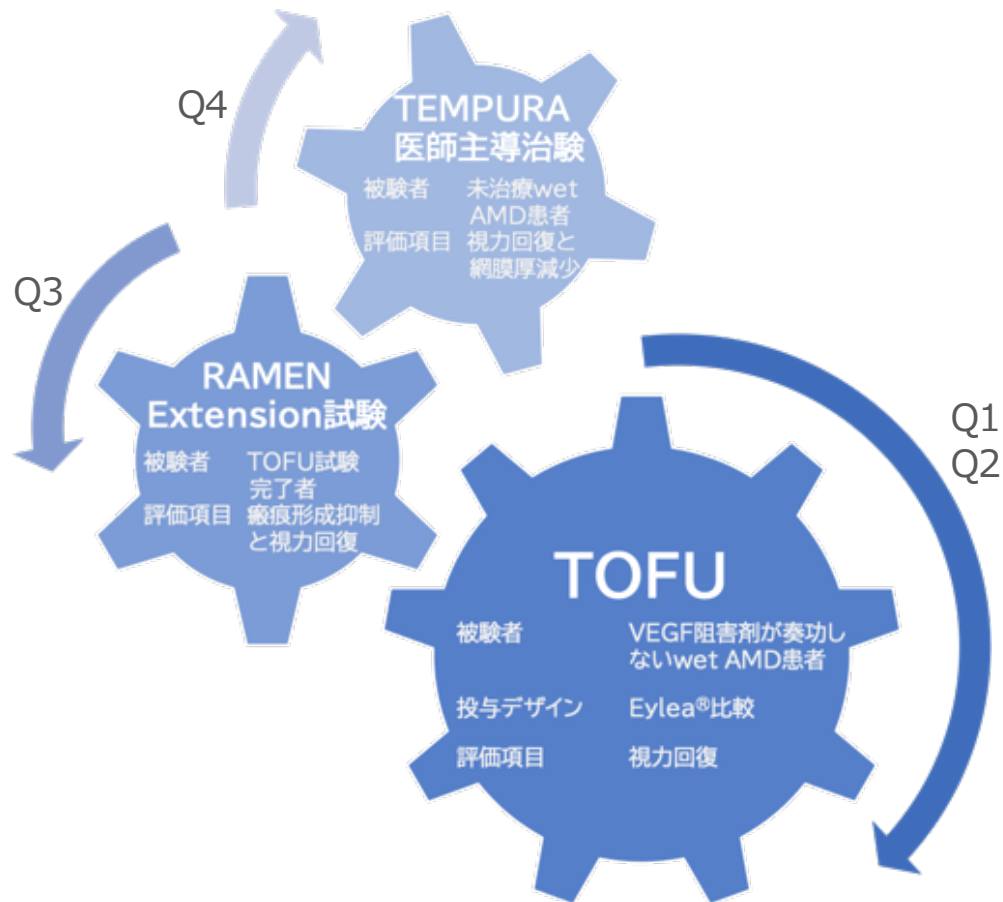 Q4
TEMPURA
医師主導治験
被験者 未治療wet
AMD患者
評価項目 視力回復と
網膜厚減少
Q3
RAMEN
Extension試験
被験者 TOFU試験
完了者
評価項目 瘢痕形成抑制
と視力回復
Q1
Q2
TOFU
被験者 VEGF阻害剤が奏功し
ないwet AMD患者
投与デザイン Eylea®比較
評価項目 視力回復